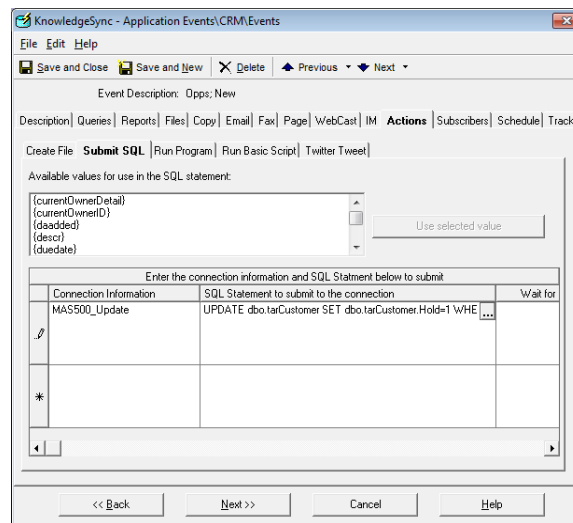 KnowledgeSync - Application Events\CRM\Events
File Edit Help
Save and Close Save and New Delete Previous Next
Event Description: Opps; New
Description Queries Reports Files Copy Email Fax Page WebCast IM Actions Subscribers Schedule Track
Create File Submit SQL Run Program Run Basic Script Twitter Tweet
Available values for use in the SQL statement:
{currentOwnerDetail}
{currentOwnerID}
{daadded}
{descr}
{duedate}
Use selected value
Enter the connection information and SQL Statment below to submit
Connection Information SQL Statement to submit to the connection Wait for
MAS500_Update UPDATE dbo.tarCustomer SET dbo.tarCustomer.Hold=1 WHE ...
<< Back Next >> Cancel Help